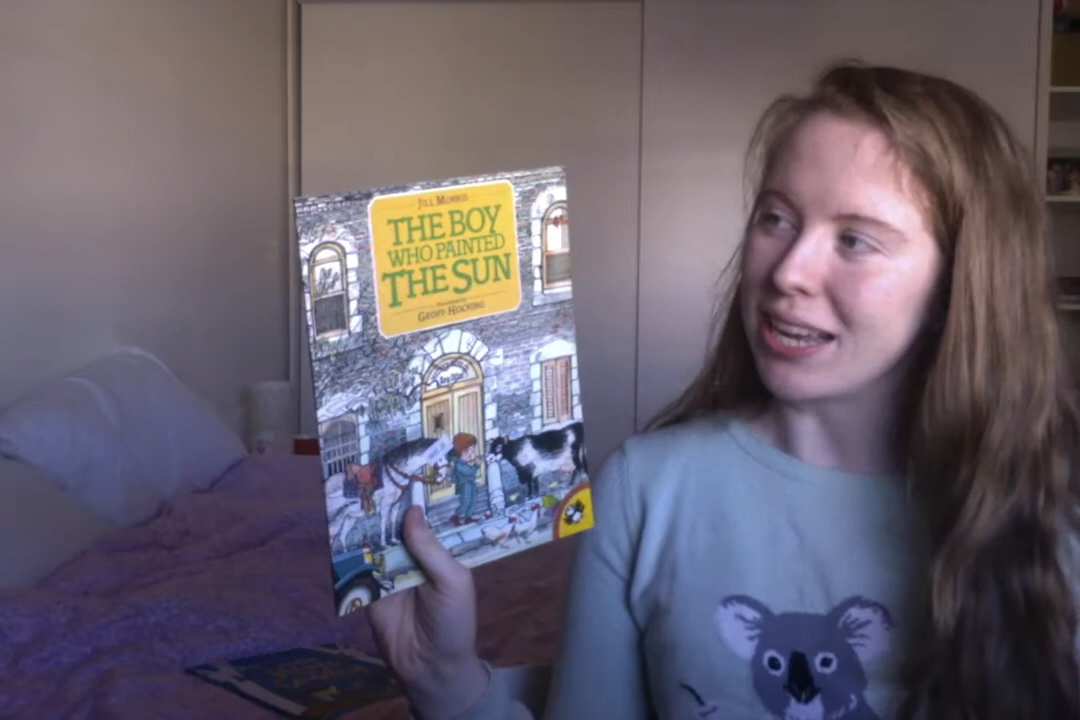 JILL MORRIS
THE BOY
WHO PAINTED
THE SUN
GEOFF HOCKING